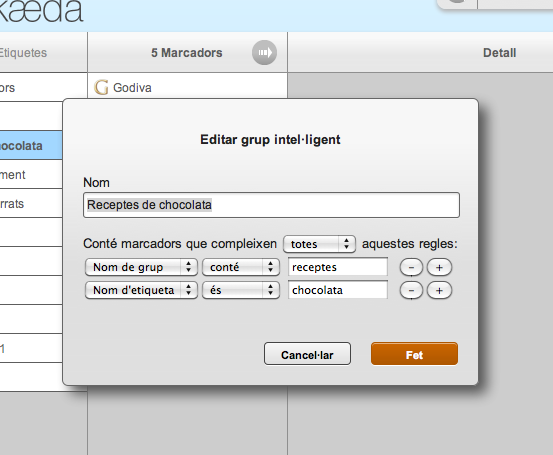 kæda
Etiquetes
5 Marcadors
Detall
ors
G Godiva
hocolata
ment
rrats
1
Editar grup intel·ligent
Nom
Receptes de chocolata
Conté marcadors que compleixen totes aquestes regles:
Nom de grup conté receptes - +
Nom d'etiqueta és chocolata - +
Cancel·lar Fet